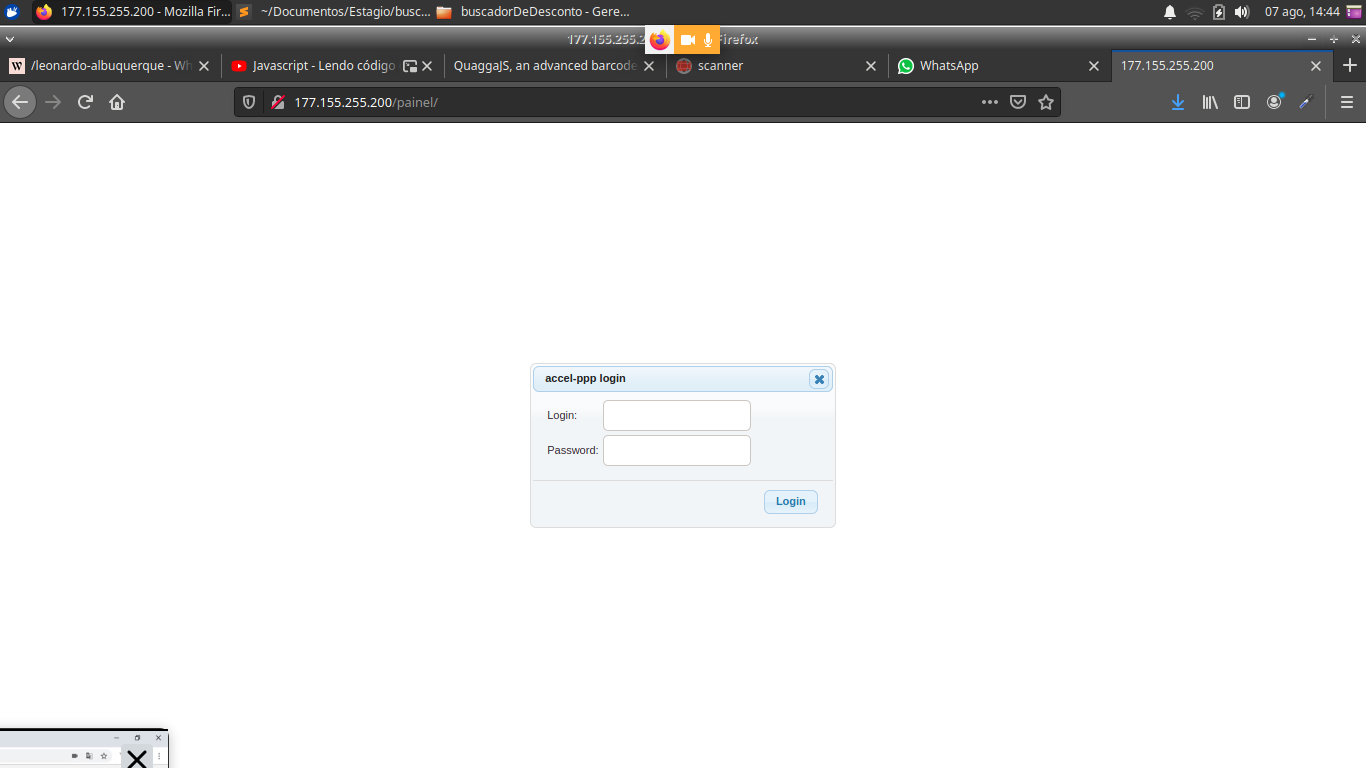 177.155.255.200 - Mozilla Fir... ~/Documentos/Estagio/busc... buscadorDeDesconto - Gere... 07 ago, 14:44
177.155.255.2 Firefox
/leonardo-albuquerque - Wh Javascript - Lendo código QuaggaJS, an advanced barcode scanner WhatsApp 177.155.255.200
177.155.255.200/painel/
accel-ppp login
Login:
Password:
Login